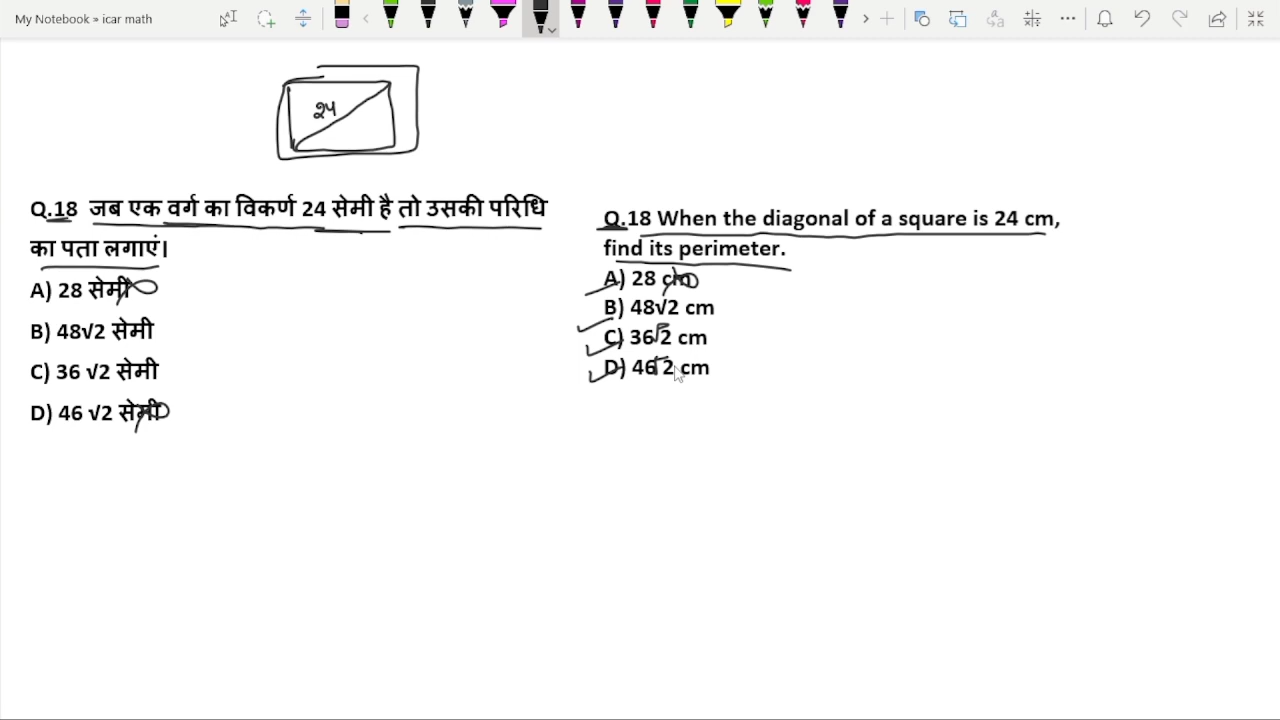 My Notebook » icar math
24
Q.18 जब एक वर्ग का विकर्ण 24 सेमी है तो उसकी परिधि
का पता लगाएं।
A) 28 सेमी
B) 48√2 सेमी
C) 36 √2 सेमी
D) 46 √2 सेमी
Q.18 When the diagonal of a square is 24 cm,
find its perimeter.
A) 28 cm
B) 48√2 cm
C) 36√2 cm
D) 46√2 cm